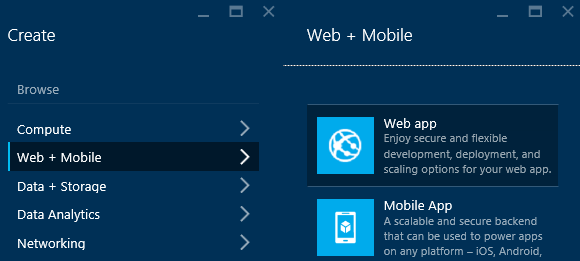 Create
Browse
Compute
Web + Mobile
Data + Storage
Data Analytics
Networking
Web + Mobile
Web app
Enjoy secure and flexible
development, deployment, and
scaling options for your web app.
Mobile App
A scalable and secure backend
that can be used to power apps
on any platform – iOS, Android,